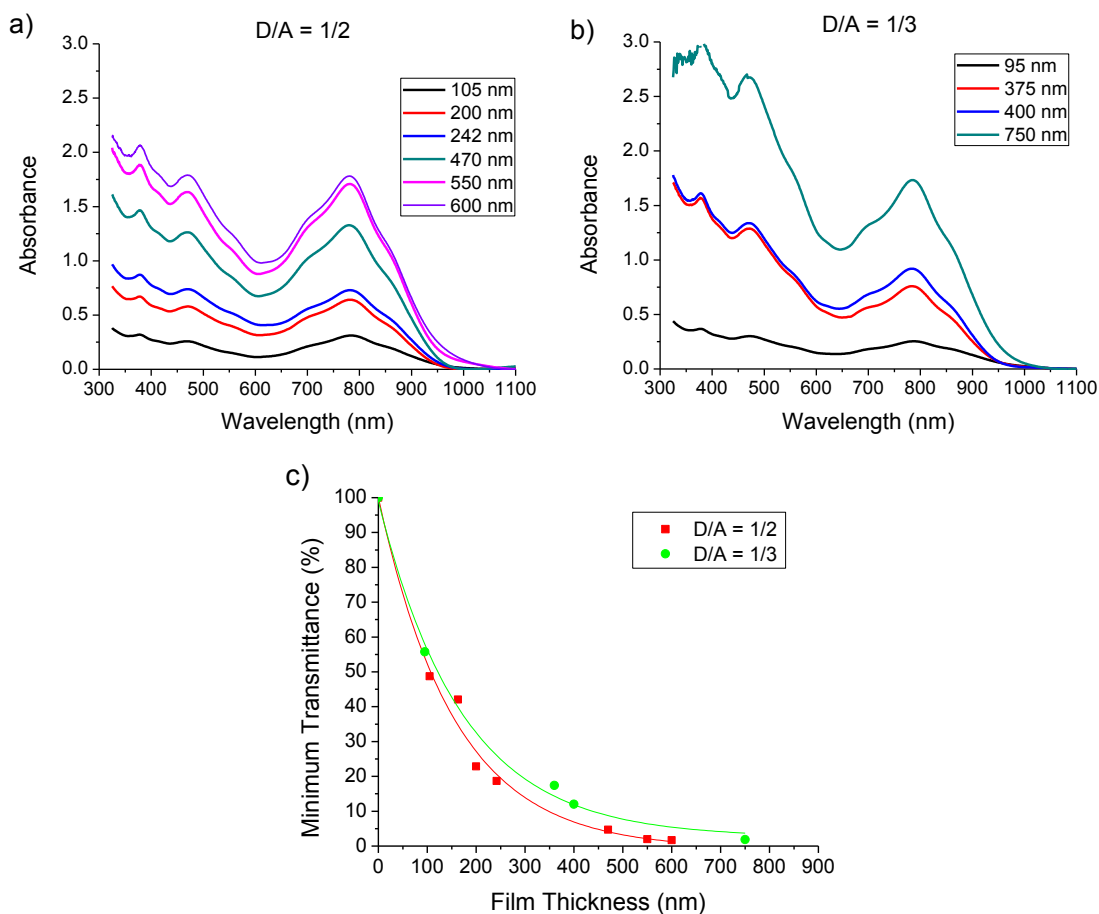 a)
D/A = 1/2
3.0
2.5
2.0
1.5
1.0
0.5
0.0
Absorbance
105 nm
200 nm
242 nm
470 nm
550 nm
600 nm
300 400 500 600 700 800 900 1000 1100
Wavelength (nm)
b)
D/A = 1/3
3.0
2.5
2.0
1.5
1.0
0.5
0.0
Absorbance
95 nm
375 nm
400 nm
750 nm
300 400 500 600 700 800 900 1000 1100
Wavelength (nm)
c)
100
90
80
70
60
50
40
30
20
10
0
Minimum Transmittance (%)
D/A = 1/2
D/A = 1/3
0 100 200 300 400 500 600 700 800 900
Film Thickness (nm)